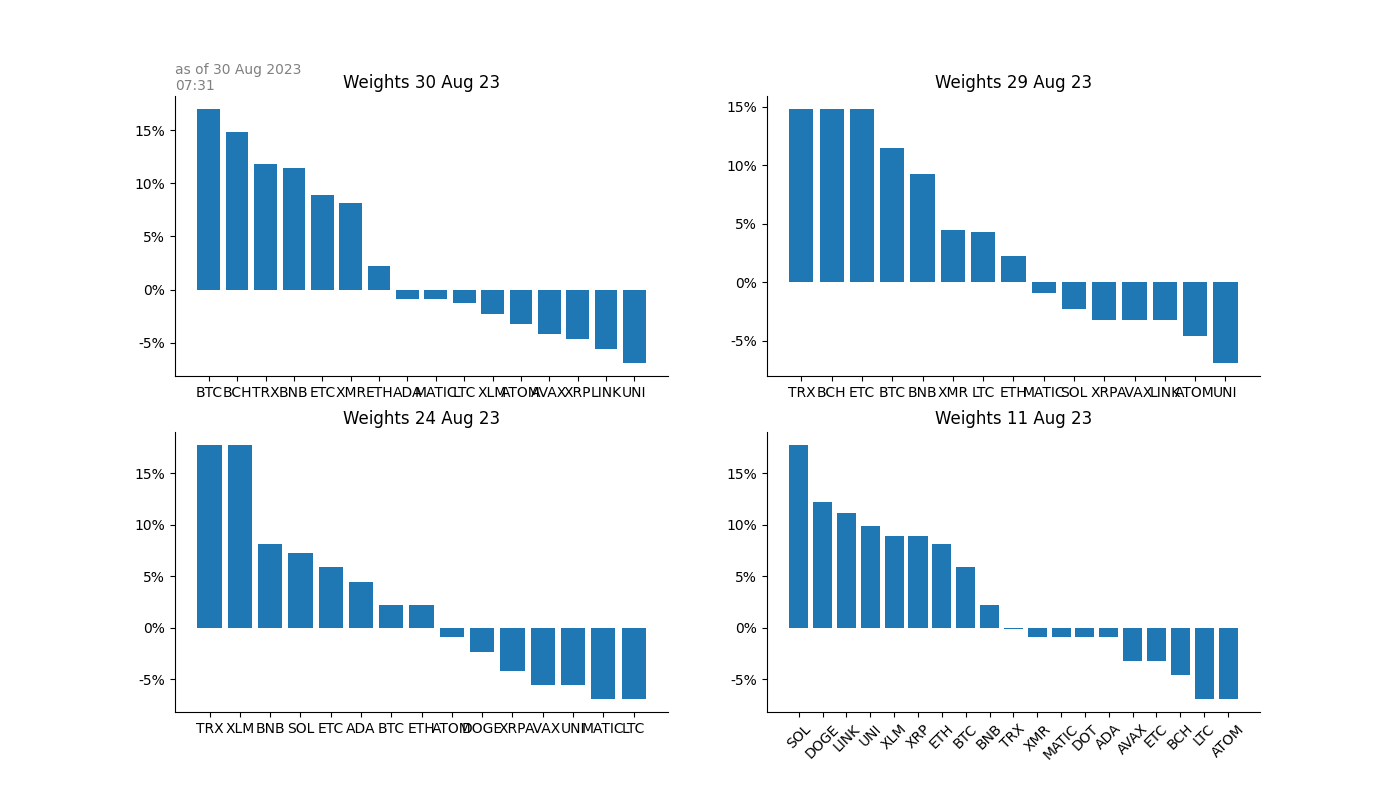 as of 30 Aug 2023
07:31
Weights 30 Aug 23
15%
10%
5%
0%
-5%
BTC BCH TRX BNB ETC XMR ETH ADA MATIC LTC XLM ATOM AVAX XRP LINK UNI
Weights 29 Aug 23
15%
10%
5%
0%
-5%
TRX BCH ETC BTC BNB XMR LTC ETH MATIC SOL XRP AVAX LINK ATOM UNI
Weights 24 Aug 23
15%
10%
5%
0%
-5%
TRX XLM BNB SOL ETC ADA BTC ETH ATOM DOGE XRP AVAX UNI MATIC LTC
Weights 11 Aug 23
15%
10%
5%
0%
-5%
SOL DOGE LINK UNI XLM XRP ETH BTC BNB TRX XMR MATIC DOT ADA AVAX ETC BCH LTC ATOM